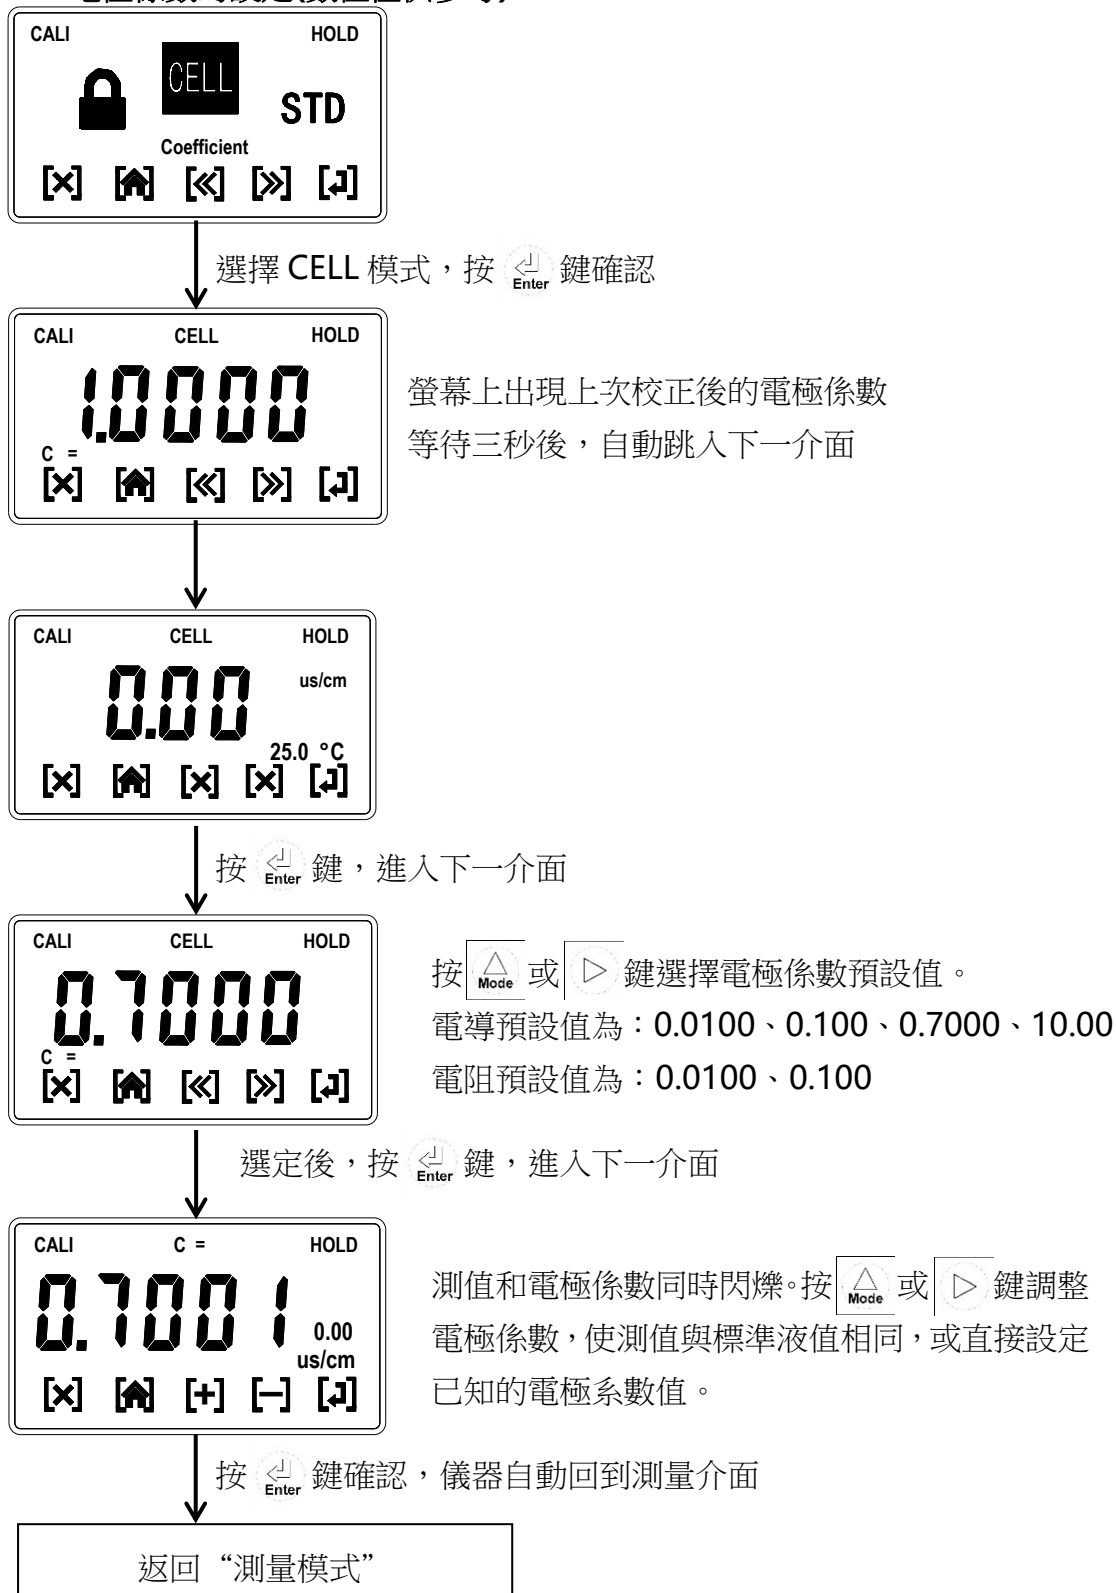 CALI HOLD
CELL
STD
Coefficient
選擇 CELL 模式，按 Enter 鍵確認
CALI CELL HOLD
1.0000
C =
螢幕上出現上次校正後的電極係數
等待三秒後，自動跳入下一介面
CALI CELL HOLD
0.00 us/cm
25.0 °C
按 Enter 鍵，進入下一介面
CALI CELL HOLD
0.7000
C =
按 Mode 或 鍵選擇電極係數預設值。
電導預設值為：0.0100、0.100、0.7000、10.00
電阻預設值為：0.0100、0.100
選定後，按 Enter 鍵，進入下一介面
CALI C = HOLD
0.7001 0.00
us/cm
測值和電極係數同時閃爍。按 Mode 或 鍵調整
電極係數，使測值與標準液值相同，或直接設定
已知的電極系數值。
按 Enter 鍵確認，儀器自動回到測量介面
返回“測量模式”